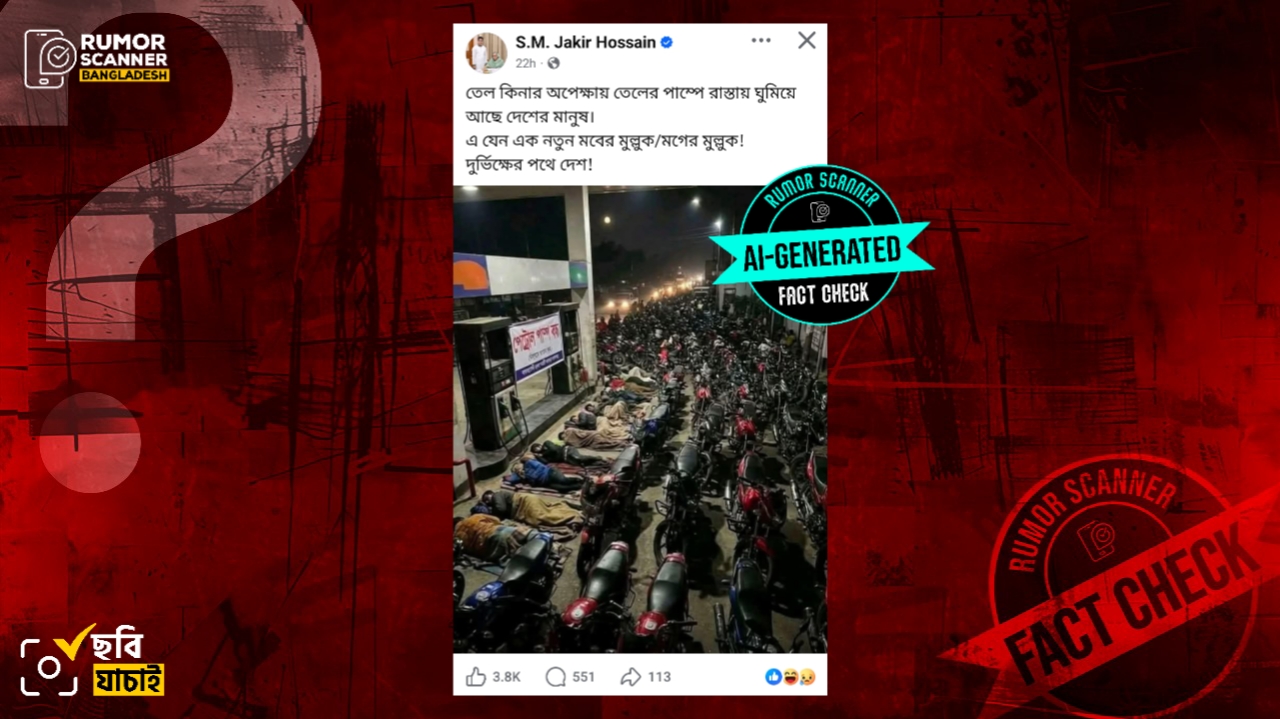 RUMOR
SCANNER
BANGLADESH
S.M. Jakir Hossain
22h
তেল কিনার অপেক্ষায় তেলের পাম্পে রাস্তায় ঘুমিয়ে
আছে দেশের মানুষ।
এ যেন এক নতুন মবের মুল্লুক/মগের মুল্লুক!
দুর্ভিক্ষের পথে দেশ!
RUMOR SCANNER
AI-GENERATED
FACT CHECK
পেট্রোল পাম্প বন্ধ
3.8K
551
113
RUMOR SCANNER
FACT CHECK
ছবি
যাচাই